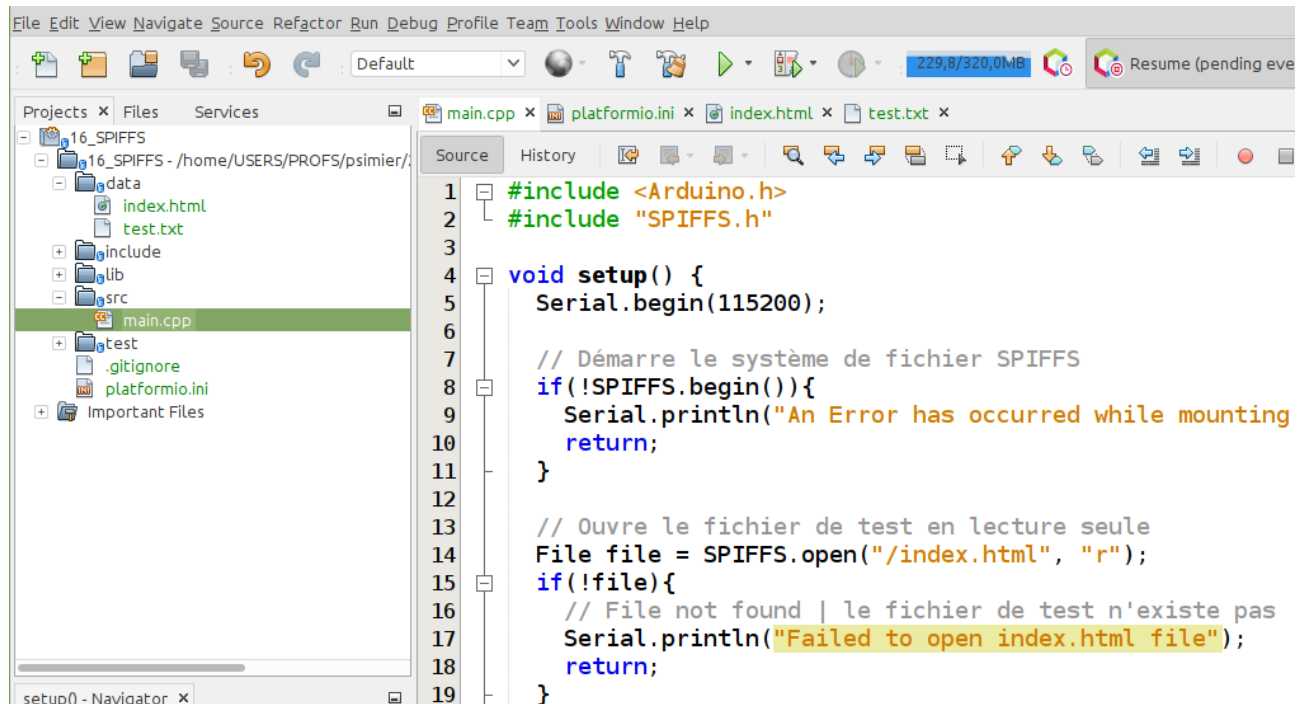 File Edit View Navigate Source Refactor Run Debug Profile Team Tools Window Help
Default
229,8/320,0MB
Resume (pending eve
Projects Files Services
main.cpp platformio.ini index.html test.txt
16_SPIFFS
16_SPIFFS - /home/USERS/PROFS/psimier/
data
index.html
test.txt
include
lib
src
main.cpp
test
.gitignore
platformio.ini
Important Files
setup() - Navigator
Source History
1 #include <Arduino.h>
2 #include "SPIFFS.h"
3
4 void setup() {
5 Serial.begin(115200);
6
7 // Démarre le système de fichier SPIFFS
8 if(!SPIFFS.begin()){
9 Serial.println("An Error has occurred while mounting
10 return;
11 }
12
13 // Ouvre le fichier de test en lecture seule
14 File file = SPIFFS.open("/index.html", "r");
15 if(!file){
16 // File not found | le fichier de test n'existe pas
17 Serial.println("Failed to open index.html file");
18 return;
19 }